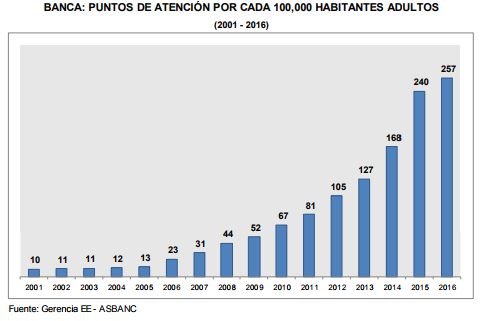 BANCA: PUNTOS DE ATENCIÓN POR CADA 100,000 HABITANTES ADULTOS
(2001 - 2016)
10 11 11 12 13 23 31 44 52 67 81 105 127 168 240 257
2001 2002 2003 2004 2005 2006 2007 2008 2009 2010 2011 2012 2013 2014 2015 2016
Fuente: Gerencia EE - ASBANC